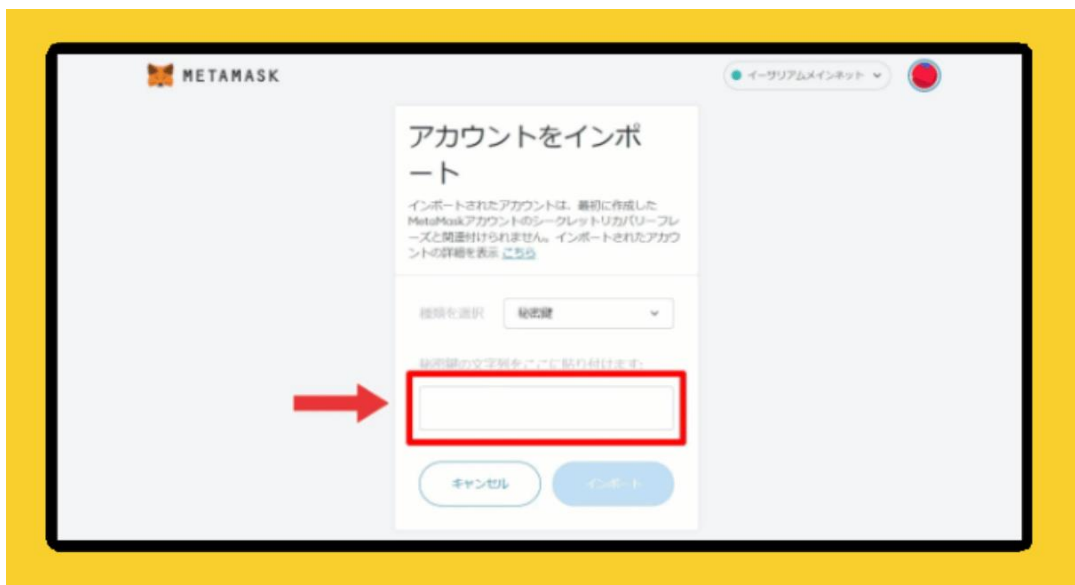 METAMASK
イーサリアムメインネット
アカウントをインポ
ート
インポートされたアカウントは、最初に作成した
MetaMaskアカウントのシークレットリカバリーフレ
ーズと関連付けられません。インポートされたアカウ
ントの詳細を表示 こちら
種類を選択 秘密鍵
秘密鍵の文字列をここに貼り付けます:
キャンセル インポート